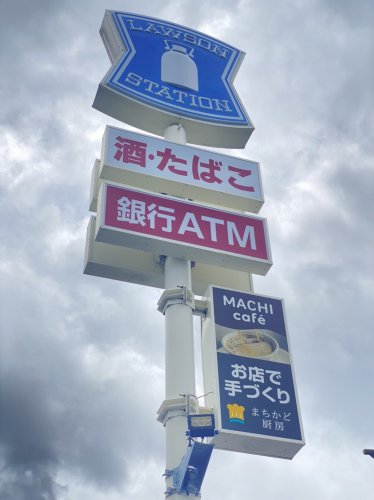 LAWSON
STATION
酒・たばこ
銀行ATM
MACHI
café
お店で
手づくり
まちかど
厨房